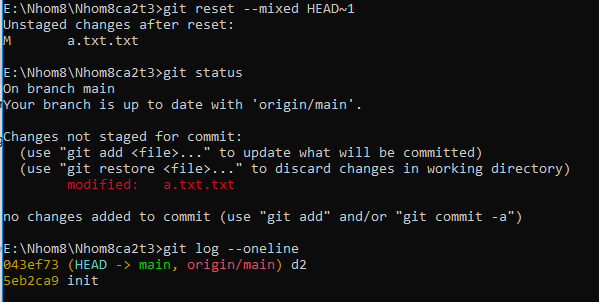 E:\Nhom8\Nhom8ca2t3>git reset --mixed HEAD~1
Unstaged changes after reset:
M       a.txt.txt
E:\Nhom8\Nhom8ca2t3>git status
On branch main
Your branch is up to date with 'origin/main'.
Changes not staged for commit:
  (use "git add <file>..." to update what will be committed)
  (use "git restore <file>..." to discard changes in working directory)
        modified:   a.txt.txt
no changes added to commit (use "git add" and/or "git commit -a")
E:\Nhom8\Nhom8ca2t3>git log --oneline
043ef73 (HEAD -> main, origin/main) d2
5eb2ca9 init